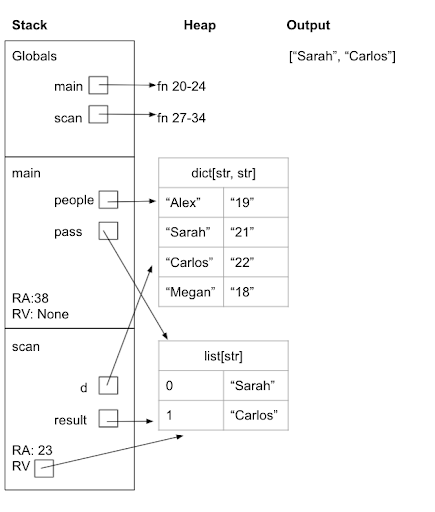 Stack Heap Output
Globals
["Sarah", “Carlos”]
main fn 20-24
scan fn 27-34
main
dict[str, str]
people “Alex” “19”
pass “Sarah” “21”
“Carlos” “22”
“Megan” “18”
RA:38
RV: None
scan
list[str]
d 0 “Sarah”
result 1 “Carlos”
RA: 23
RV